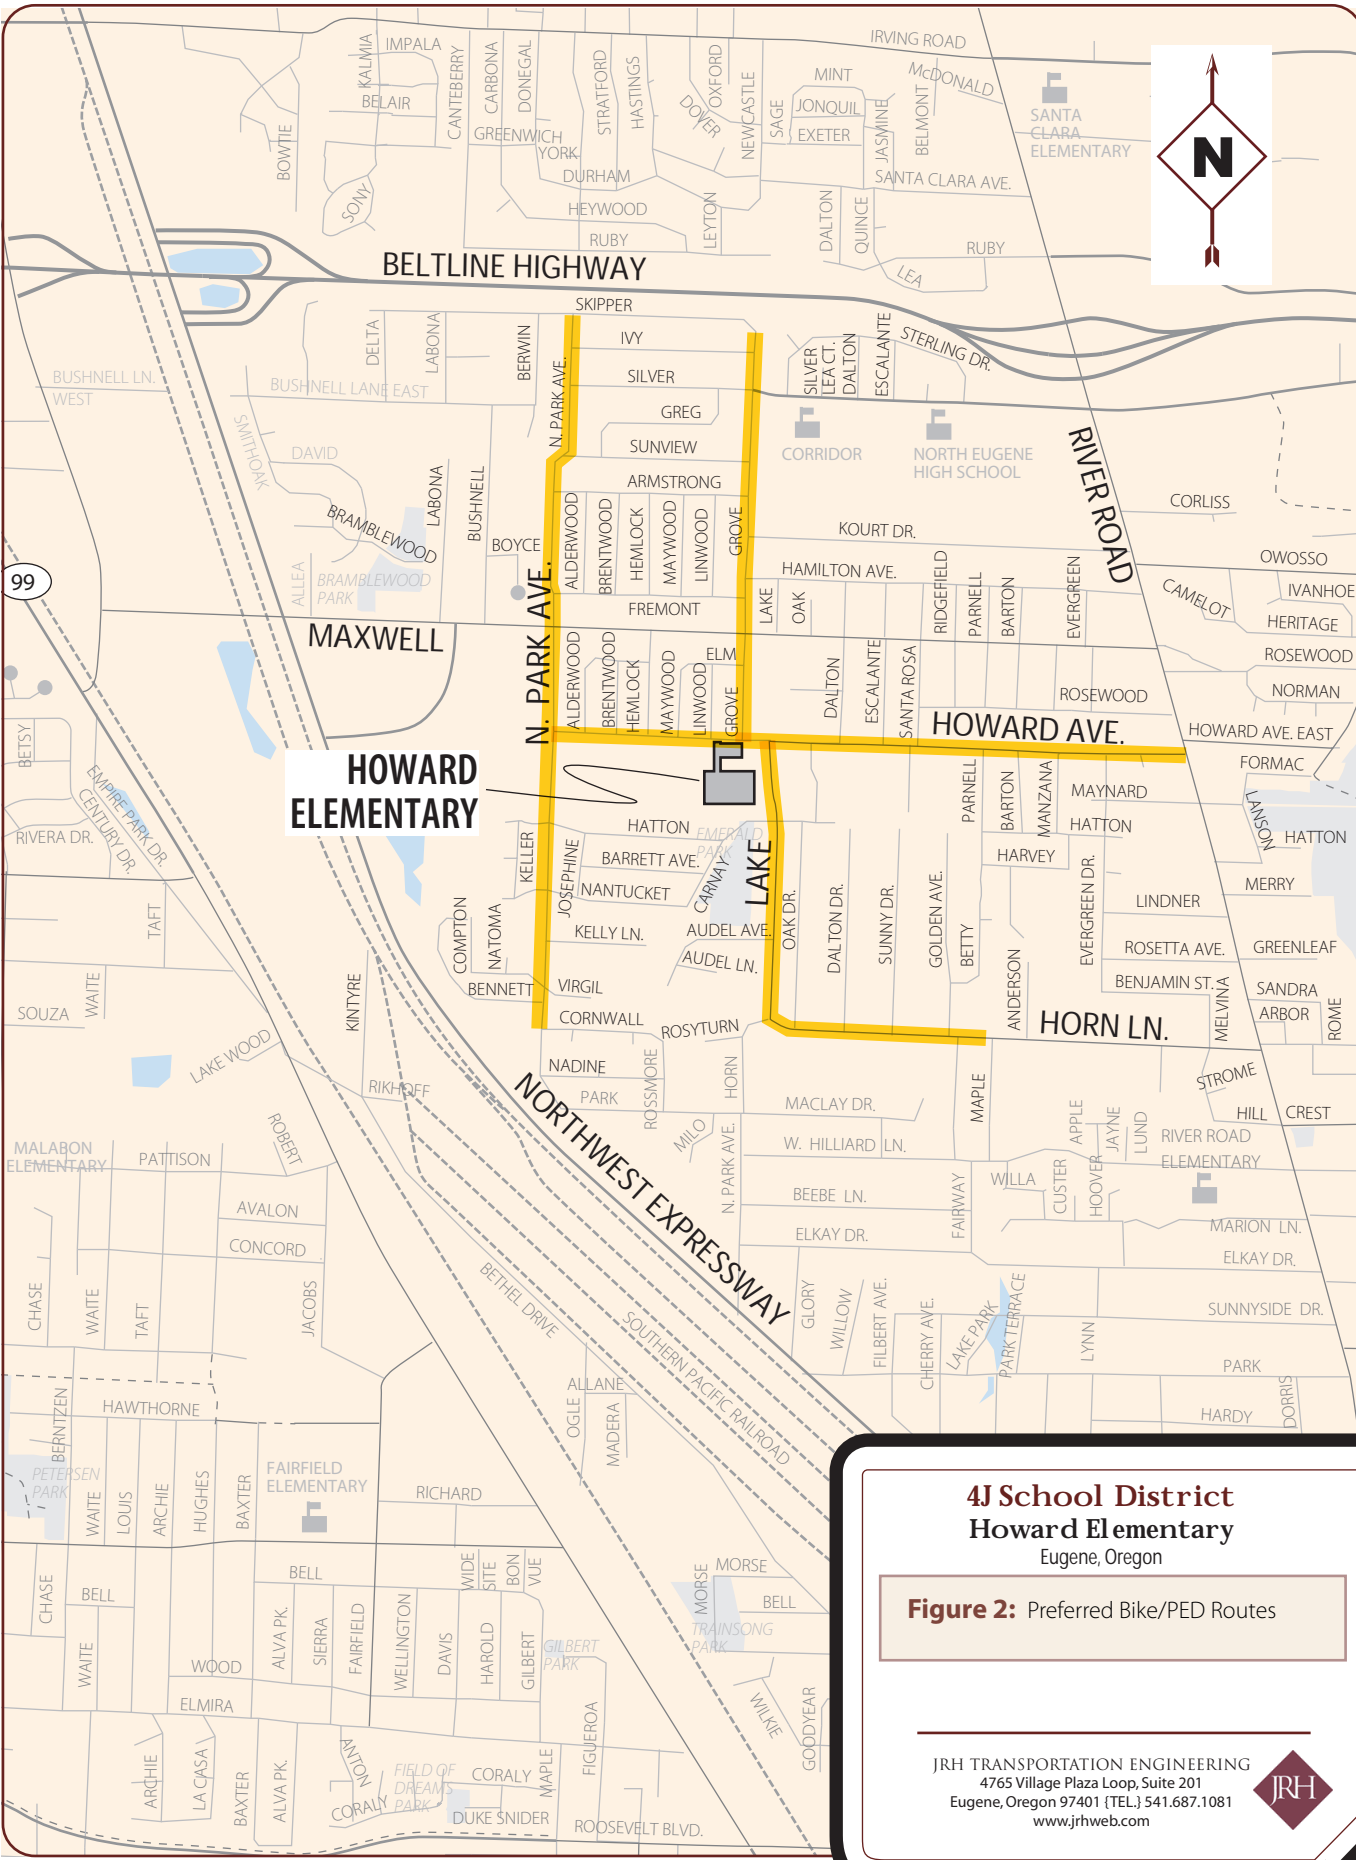 IRVING ROAD
IMPALA
KALMIA
BELAIR
CANTEBERRY
CARBONA
DONEGAL
STRATFORD
HASTINGS
DOVER
OXFORD
NEWCASTLE
SAGE
MINT
JONQUIL
EXETER
JASMINE
BELMONT
McDONALD
SANTA
CLARA
ELEMENTARY
N
BOWTIE
GREENWICH
YORK
DURHAM
SONY
HEYWOOD
RUBY
LEYTON
SANTA CLARA AVE.
DALTON
QUINCE
LEA
RUBY
BELTLINE HIGHWAY
SKIPPER
DELTA
LABONA
BERWIN
N. PARK AVE.
IVY
SILVER
GREG
SUNVIEW
ARMSTRONG
SILVER
LEA CT.
DALTON
ESCALANTE
STERLING DR.
BUSHNELL LN.
WEST
BUSHNELL LANE EAST
SMITHOAK
DAVID
CORRIDOR
NORTH EUGENE
HIGH SCHOOL
RIVER ROAD
CORLISS
BRAMBLEWOOD
LABONA
BUSHNELL
BOYCE
ALDERWOOD
BRENTWOOD
HEMLOCK
MAYWOOD
LINWOOD
GROVE
KOURT DR.
HAMILTON AVE.
OWOSSO
99
ALLEA
BRAMBLEWOOD
PARK
N. PARK AVE.
FREMONT
LAKE
OAK
RIDGEFIELD
PARNELL
BARTON
EVERGREEN
CAMELOT
IVANHOE
HERITAGE
MAXWELL
ALDERWOOD
BRENTWOOD
HEMLOCK
MAYWOOD
LINWOOD
ELM
GROVE
DALTON
ESCALANTE
SANTA ROSA
ROSEWOOD
ROSEWOOD
NORMAN
HOWARD AVE.
HOWARD AVE. EAST
BETSY
HOWARD
ELEMENTARY
FORMAC
EMPIRE PARK DR.
CENTURY DR.
RIVERA DR.
PARNELL
BARTON
MANZANA
MAYNARD
HATTON
LANSON
HATTON
KELLER
JOSEPHINE
HATTON
EMERALD
PARK
BARRETT AVE.
NANTUCKET
CARNAY
LAKE
HARVEY
MERRY
TAFT
COMPTON
NATOMA
KELLY LN.
AUDEL AVE.
AUDEL LN.
OAK DR.
DALTON DR.
SUNNY DR.
GOLDEN AVE.
BETTY
ANDERSON
EVERGREEN DR.
LINDNER
ROSETTA AVE.
GREENLEAF
BENNETT
VIRGIL
BENJAMIN ST.
MELVINA
SANDRA
ARBOR
ROME
SOUZA
WAITE
KINTYRE
CORNWALL
ROSYTURN
HORN LN.
LAKE WOOD
RIKHOFF
NADINE
PARK
ROSSMORE
HORN
MAPLE
STROME
NORTHWEST EXPRESSWAY
MACLAY DR.
HILL
CREST
ROBERT
MILO
N. PARK AVE.
W. HILLIARD LN.
APPLE
JAYNE
LUND
RIVER ROAD
ELEMENTARY
MALABON
ELEMENTARY
PATTISON
WILLA
CUSTER
HOOVER
BEEBE LN.
FAIRWAY
AVALON
CONCORD
ELKAY DR.
MARION LN.
ELKAY DR.
CHASE
WAITE
TAFT
JACOBS
BETHEL DRIVE
SOUTHERN PACIFIC RAILROAD
GLORY
WILLOW
FILBERT AVE.
CHERRY AVE.
LAKE PARK
PARK TERRACE
LYNN
SUNNYSIDE DR.
PARK
BERNTZEN
HAWTHORNE
ALLANE
OGLE
MADERA
HARDY
DORRIS
PETERSEN
PARK
WAITE
LOUIS
ARCHIE
HUGHES
BAXTER
FAIRFIELD
ELEMENTARY
RICHARD
CHASE
BELL
WAITE
BELL
WIDE
SITE
BON
VUE
MORSE
MORSE
BELL
TRAINSONG
PARK
ALVA PK.
SIERRA
FAIRFIELD
WELLINGTON
DAVIS
HAROLD
GILBERT
GILBERT
PARK
WOOD
ELMIRA
WILKIE
GOODYEAR
ARCHIE
LA CASA
BAXTER
ALVA PK.
ANTON
CORALY
FIELD OF
DREAMS
PARK
CORALY
DUKE SNIDER
MAPLE
FIGUEROA
ROOSEVELT BLVD.
4J School District
Howard Elementary
Eugene, Oregon
Figure 2: Preferred Bike/PED Routes
JRH TRANSPORTATION ENGINEERING
4765 Village Plaza Loop, Suite 201
Eugene, Oregon 97401 {TEL.} 541.687.1081
www.jrhweb.com
JRH